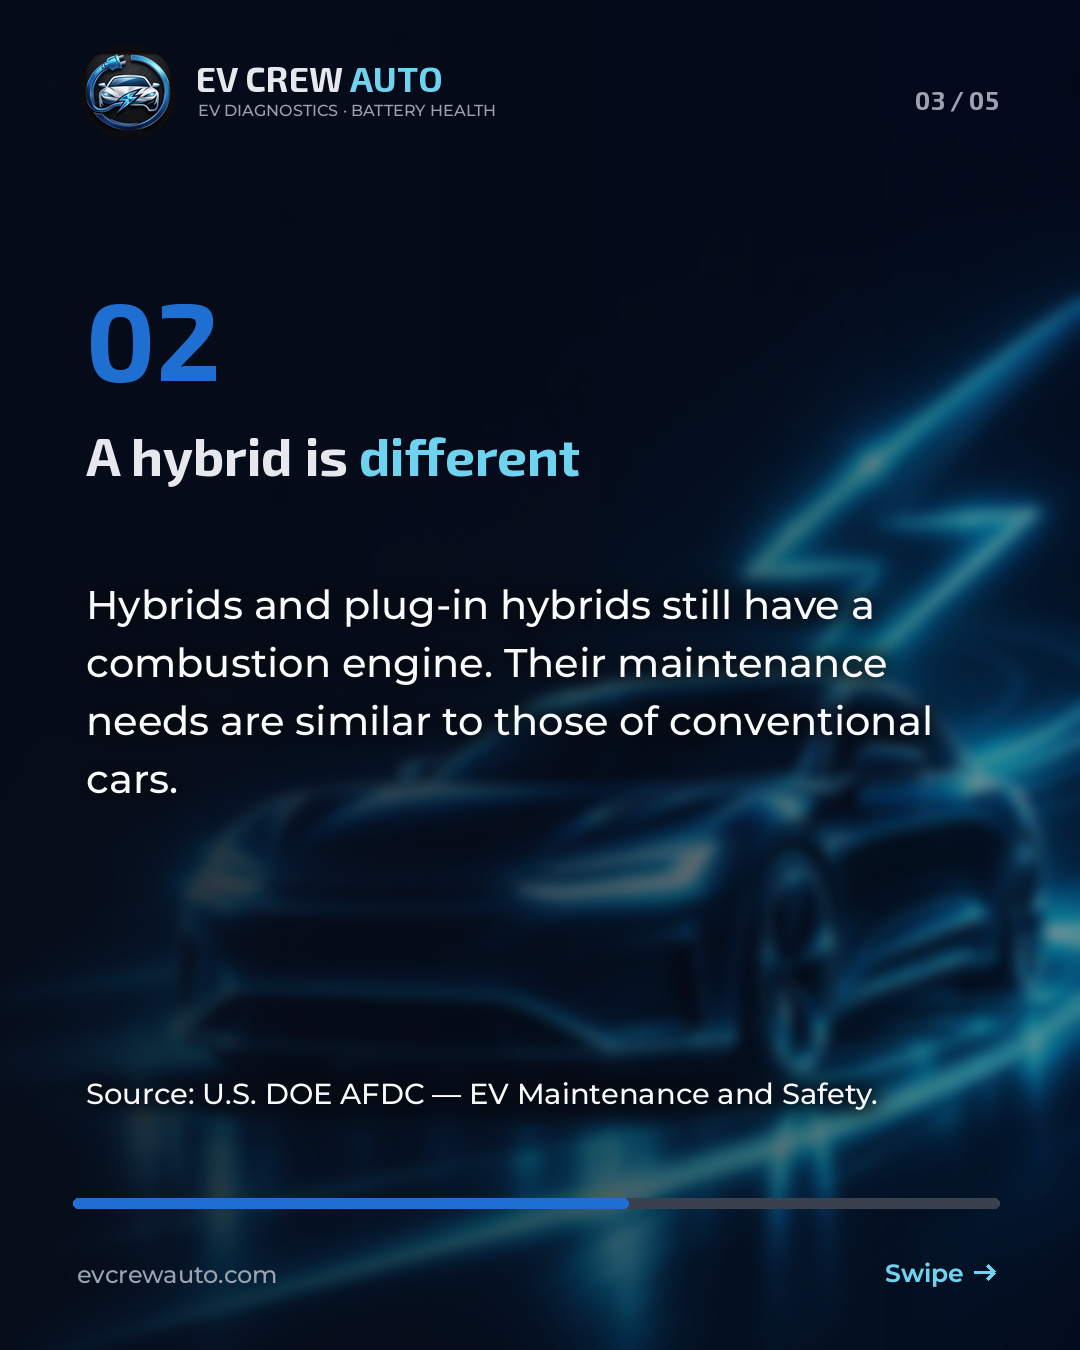 EV CREW AUTO
EV DIAGNOSTICS · BATTERY HEALTH
03 / 05
02
A hybrid is different
Hybrids and plug-in hybrids still have a
combustion engine. Their maintenance
needs are similar to those of conventional
cars.
Source: U.S. DOE AFDC — EV Maintenance and Safety.
evcrewauto.com
Swipe →